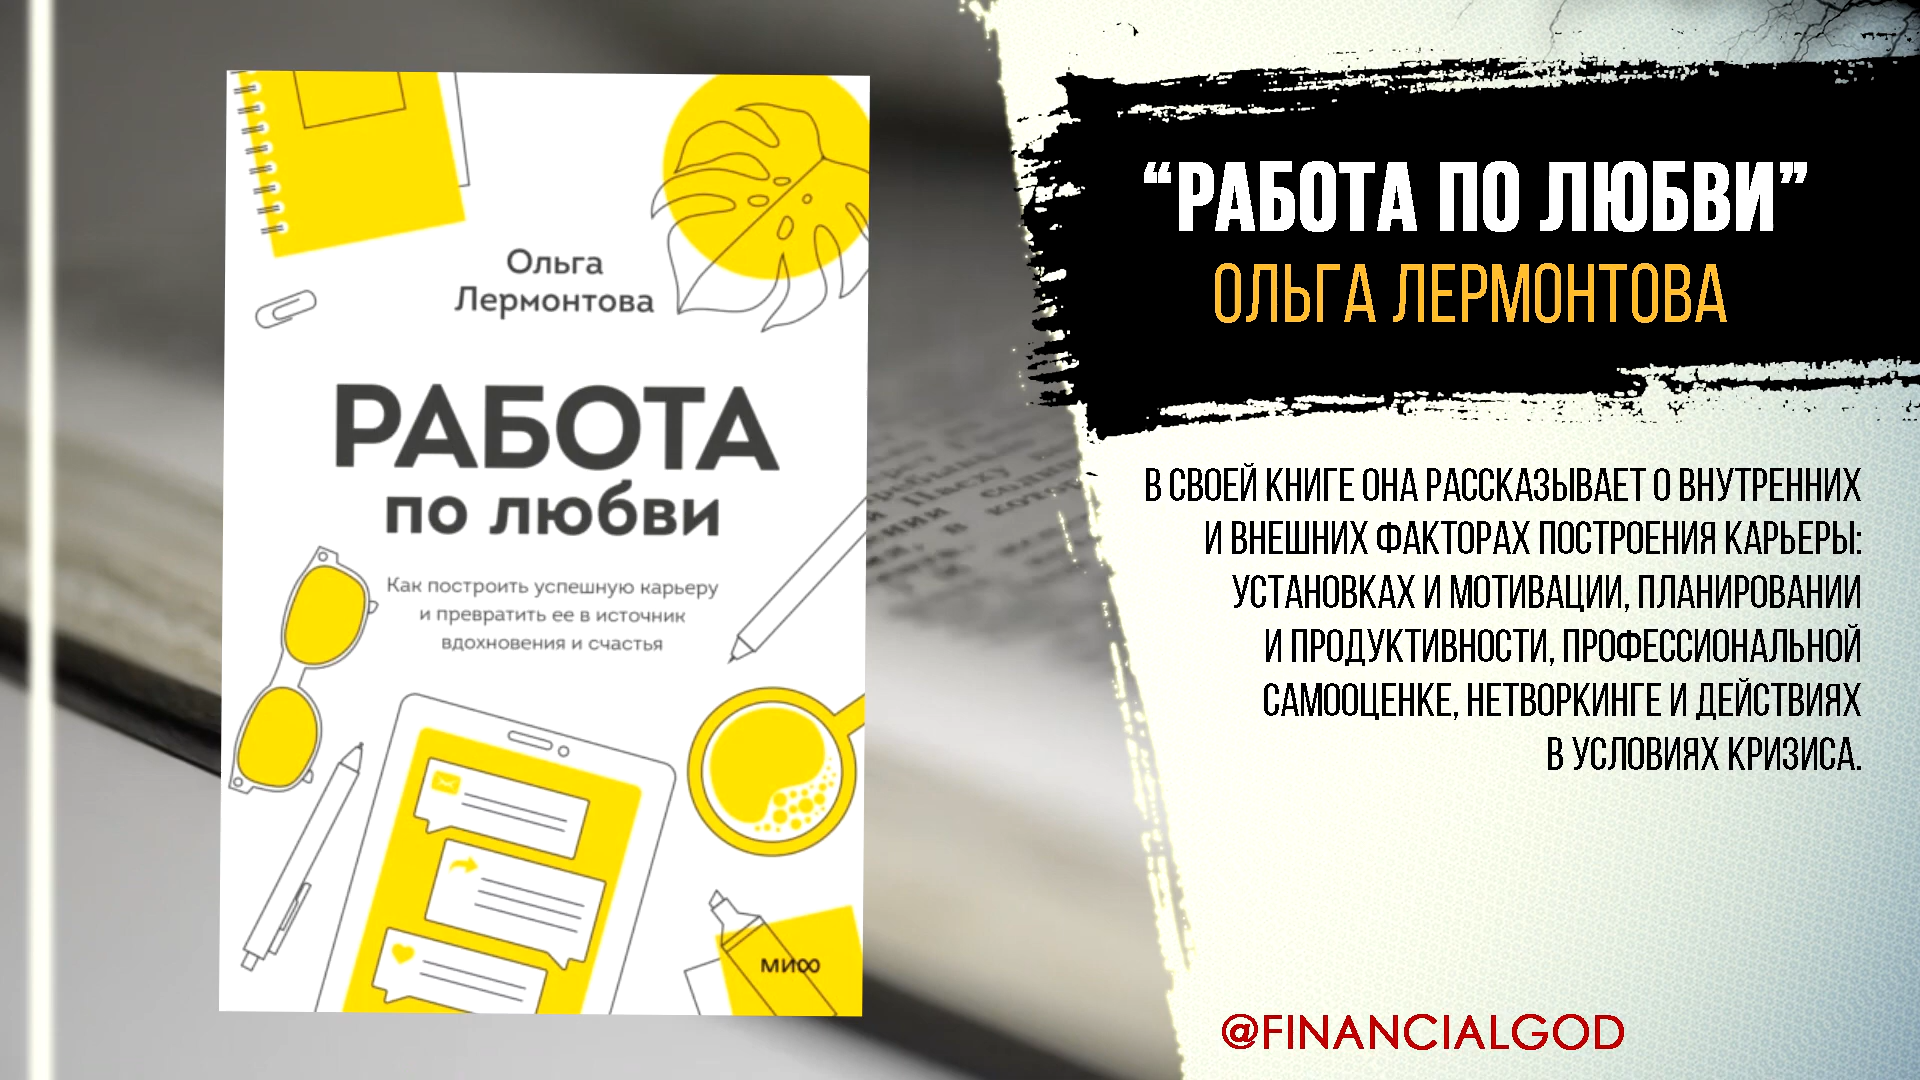 Ольга
Лермонтова
РАБОТА
по любви
Как построить успешную карьеру
и превратить ее в источник
вдохновения и счастья
миф
“РАБОТА ПО ЛЮБВИ”
ОЛЬГА ЛЕРМОНТОВА
В СВОЕЙ КНИГЕ ОНА РАССКАЗЫВАЕТ О ВНУТРЕННИХ
И ВНЕШНИХ ФАКТОРАХ ПОСТРОЕНИЯ КАРЬЕРЫ:
УСТАНОВКАХ И МОТИВАЦИИ, ПЛАНИРОВАНИИ
И ПРОДУКТИВНОСТИ, ПРОФЕССИОНАЛЬНОЙ
САМООЦЕНКЕ, НЕТВОРКИНГЕ И ДЕЙСТВИЯХ
В УСЛОВИЯХ КРИЗИСА.
@FINANCIALGOD